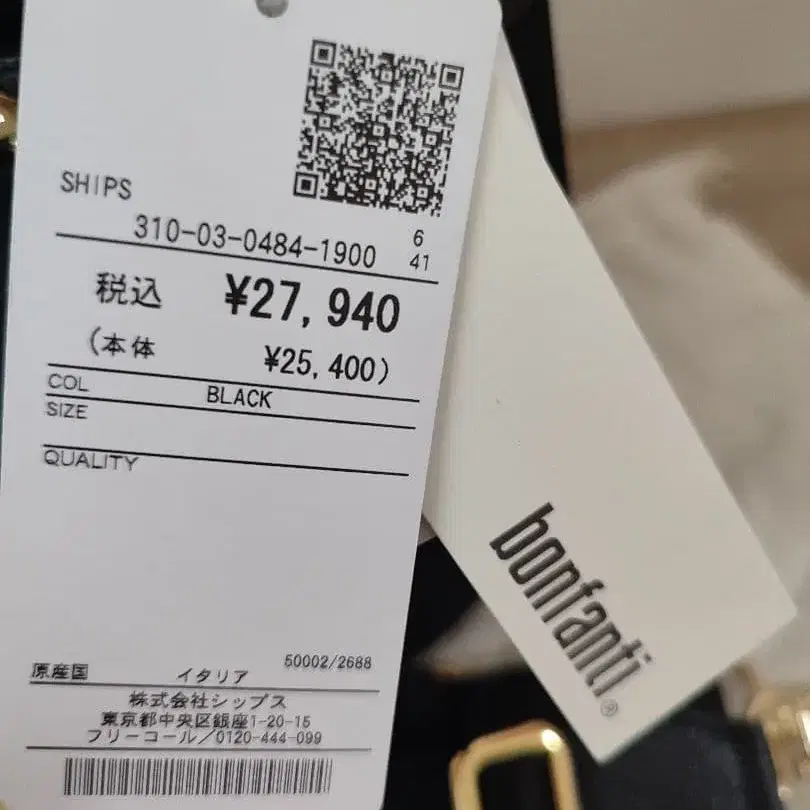 SHIPS
310-03-0484-1900
6
41
税込 ¥27,940
(本体 ¥25,400)
COL BLACK
SIZE
QUALITY
50002/2688
原産国 イタリア
株式会社シップス
東京都中央区銀座1-20-15
フリーコール/0120-444-099
bonfanti®